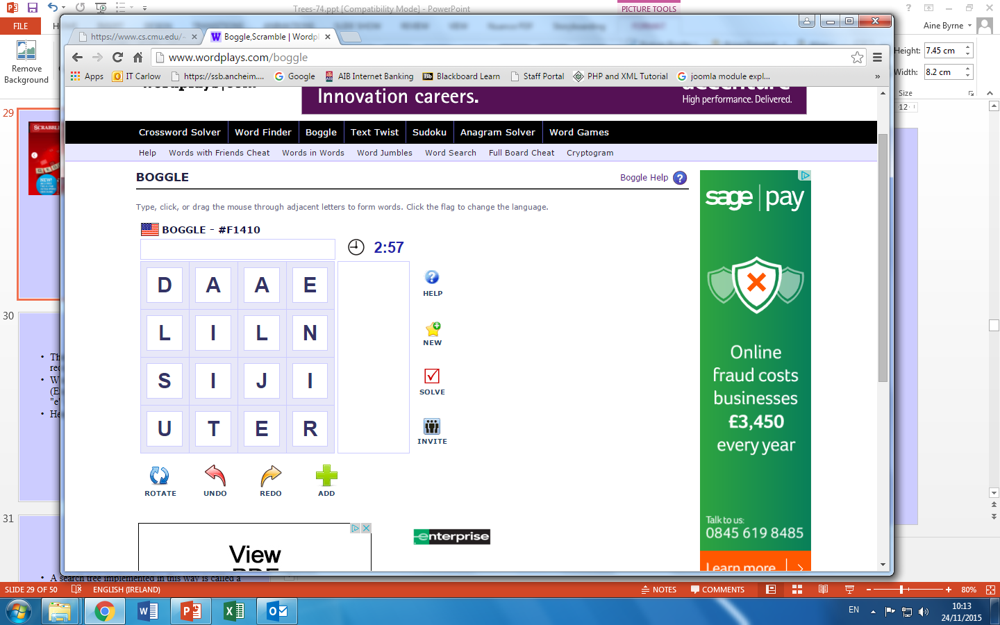 Trees-74.ppt [Compatibility Mode] - PowerPoint
PICTURE TOOLS
FILE
Aine Byrne
Remove
Background
Height: 7.45 cm
Width: 8.2 cm
Size
https://www.cs.cmu.edu/
Boggle,Scramble | Wordpl
www.wordplays.com/boggle
Apps IT Carlow https://ssb.ancheim.... Google AIB Internet Banking Bb Blackboard Learn Staff Portal PHP and XML Tutorial joomla module expl... »
Innovation careers.
High performance. Delivered.
Crossword Solver Word Finder Boggle Text Twist Sudoku Anagram Solver Word Games
Help Words with Friends Cheat Words in Words Word Jumbles Word Search Full Board Cheat Cryptogram
BOGGLE
Boggle Help ?
Type, click, or drag the mouse through adjacent letters to form words. Click the flag to change the language.
BOGGLE - #F1410
2:57
D A A E
L I L N
S I J I
U T E R
HELP
NEW
SOLVE
INVITE
ROTATE UNDO REDO ADD
View
enterprise
sage pay
Online
fraud costs
businesses
£3,450
every year
Talk to us:
0845 619 8485
Learn more
29
SCRABBLE
NEW!
30
• Th
rec
• W
(E
"e"
• He
31
• A search tree implemented in this way is called a
12
SLIDE 29 OF 50 ENGLISH (IRELAND) NOTES COMMENTS 80%
EN
10:13
24/11/2015